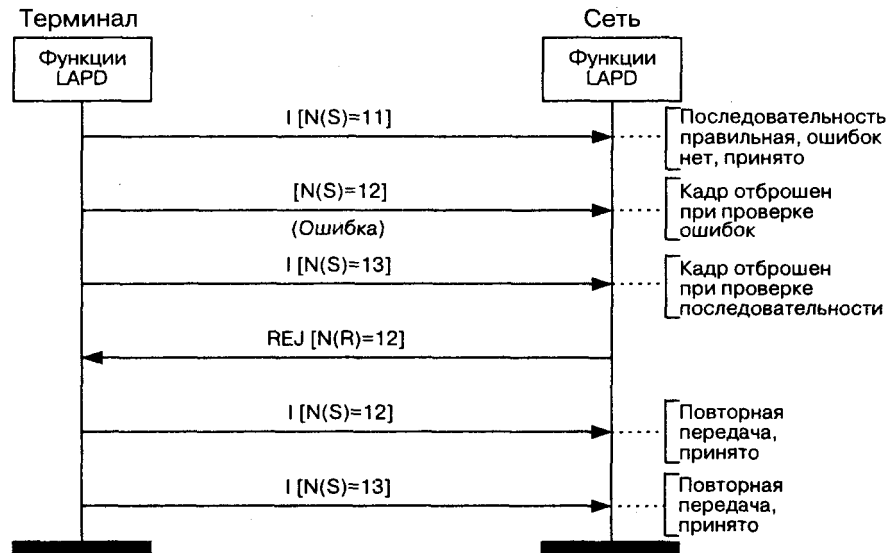 Терминал
Сеть
Функции
LAPD
Функции
LAPD
I [N(S)=11]
Последовательность
правильная, ошибок
нет, принято
[N(S)=12]
(Ошибка)
Кадр отброшен
при проверке
ошибок
I [N(S)=13]
Кадр отброшен
при проверке
последовательности
REJ [N(R)=12]
I [N(S)=12]
Повторная
передача,
принято
I [N(S)=13]
Повторная
передача,
принято